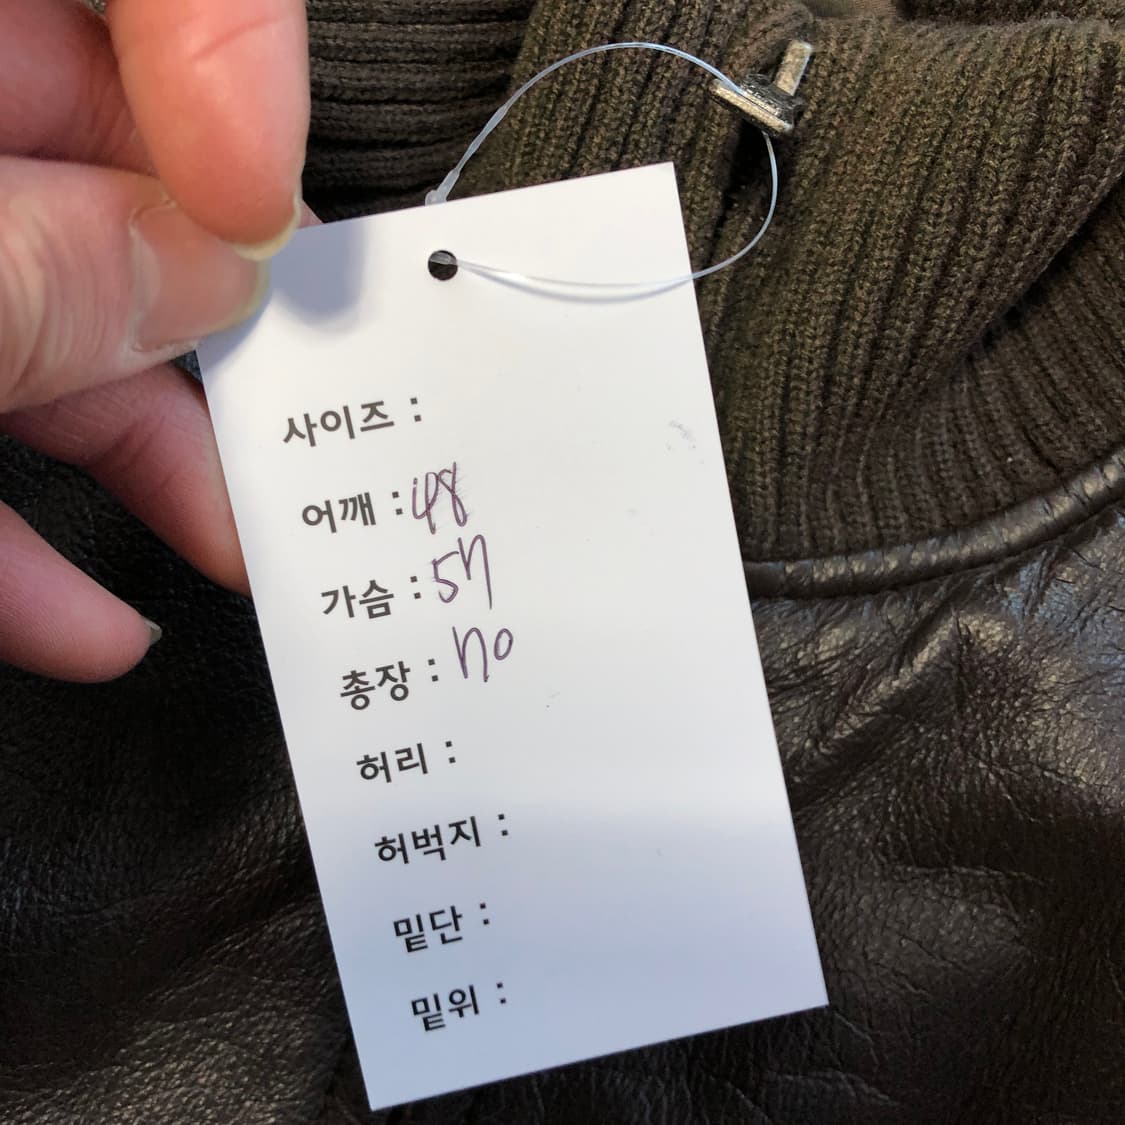 사이즈 :
어깨 : 48
가슴 : 57
총장 : 70
허리 :
허벅지 :
밑단 :
밑위 :